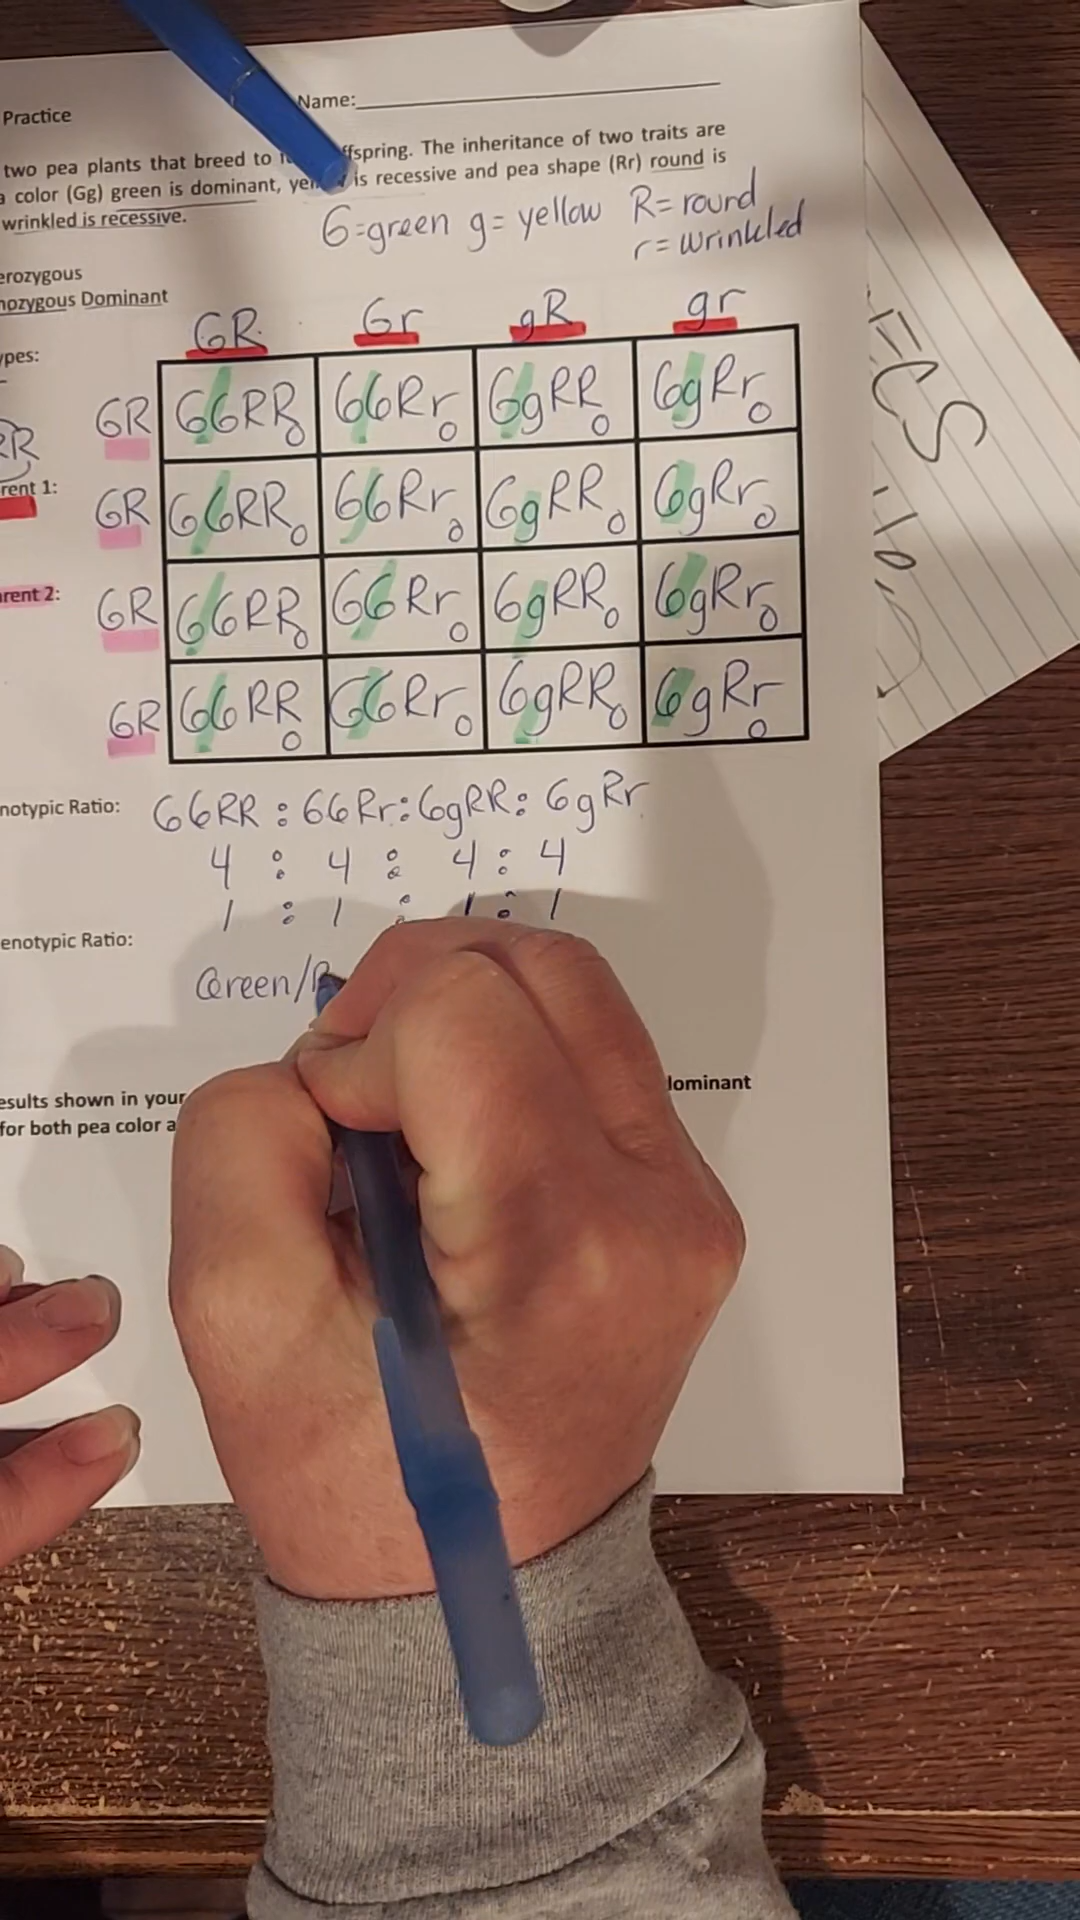 Practice Name:
two pea plants that breed to ffspring. The inheritance of two traits are
color (Gg) green is dominant, is recessive and pea shape (Rr) round is
wrinkled is recessive.
G=green g= yellow R=round
r= wrinkled
erozygous
mozygous Dominant
GR Gr gR gr
ypes:
GR GGRR GGRr GgRR GgRr
RR
rent 1:
GR GGRR GGRr GgRR GgRr
arent 2:
GR GGRR GGRr GgRR GgRr
GR GGRR GGRr GgRR GgRr
notypic Ratio: GGRR : GGRr : GgRR : GgRr
4 : 4 : 4 : 4
1 : 1 : 1 : 1
enotypic Ratio:
Green/R
esults shown in your dominant
for both pea color a